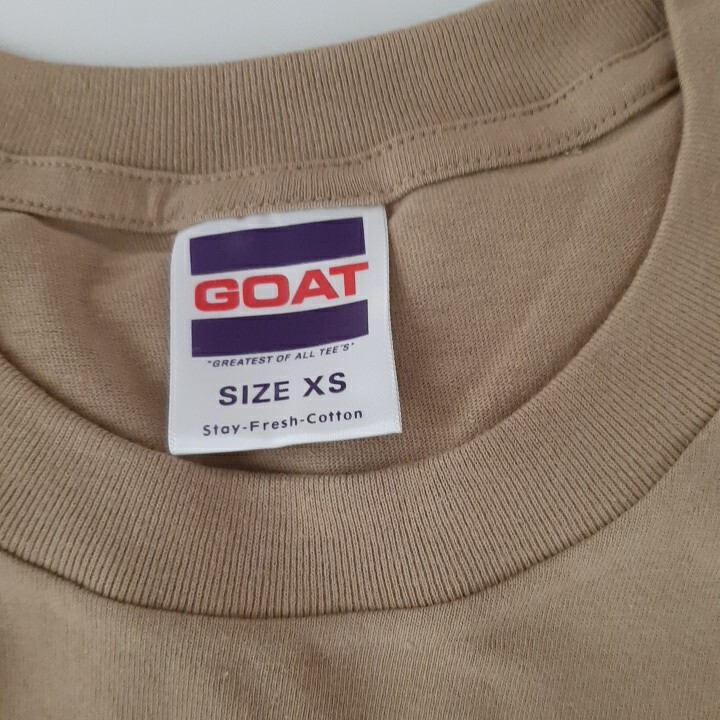 GOAT
"GREATEST OF ALL TEE'S"
SIZE XS
Stay-Fresh-Cotton